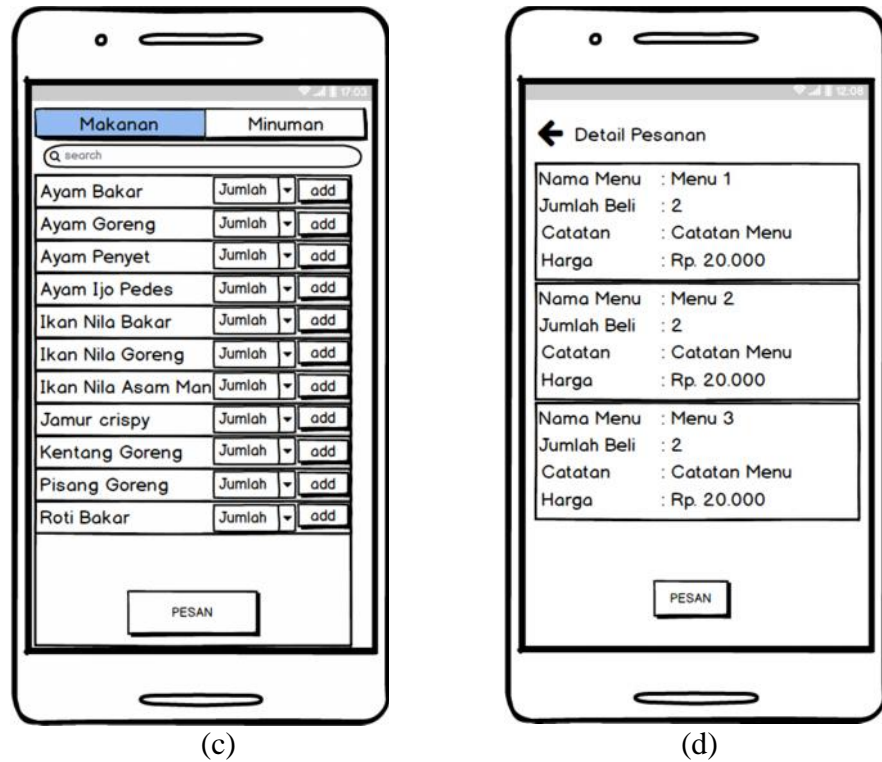 17:03
Makanan Minuman
search
Ayam Bakar Jumlah add
Ayam Goreng Jumlah add
Ayam Penyet Jumlah add
Ayam Ijo Pedes Jumlah add
Ikan Nila Bakar Jumlah add
Ikan Nila Goreng Jumlah add
Ikan Nila Asam Man Jumlah add
Jamur crispy Jumlah add
Kentang Goreng Jumlah add
Pisang Goreng Jumlah add
Roti Bakar Jumlah add
PESAN
(c)
12:08
Detail Pesanan
Nama Menu : Menu 1
Jumlah Beli : 2
Catatan : Catatan Menu
Harga : Rp. 20.000
Nama Menu : Menu 2
Jumlah Beli : 2
Catatan : Catatan Menu
Harga : Rp. 20.000
Nama Menu : Menu 3
Jumlah Beli : 2
Catatan : Catatan Menu
Harga : Rp. 20.000
PESAN
(d)